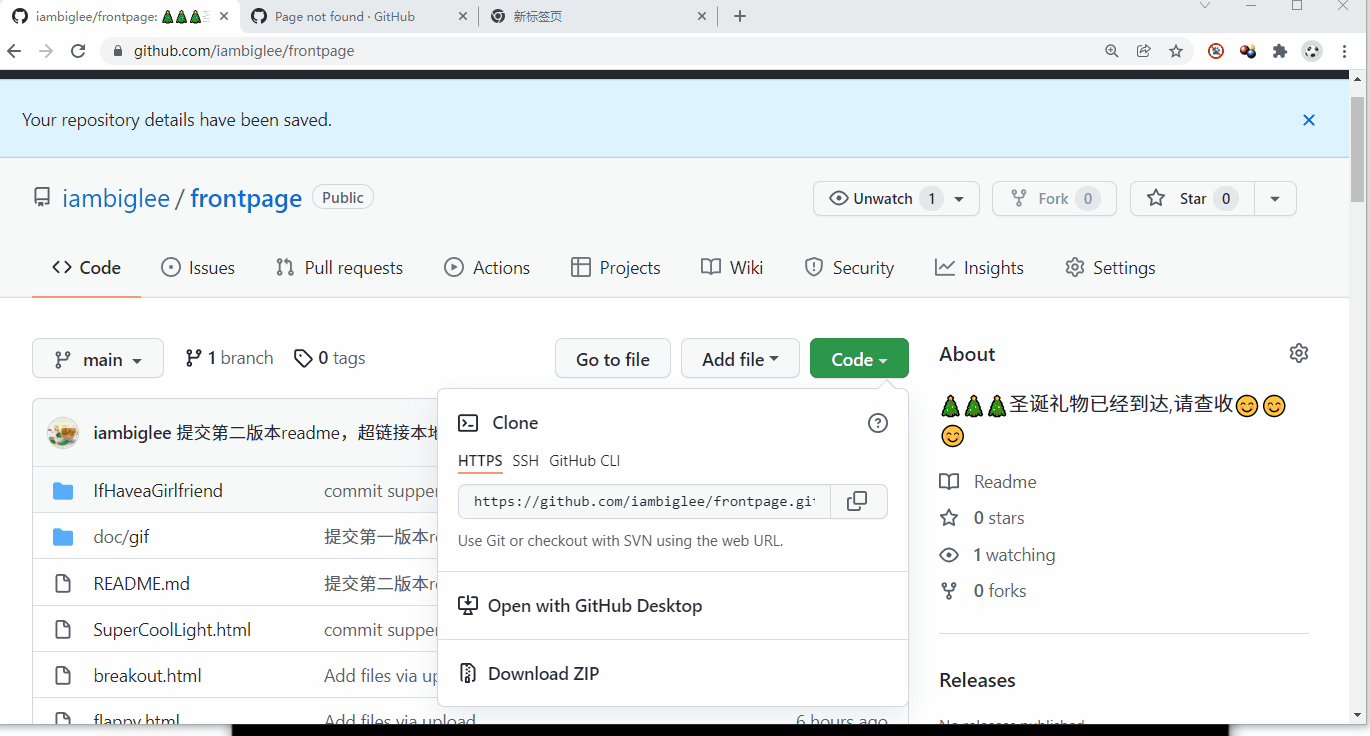 iambiglee/frontpage: 🎄🎄🎄
Page not found · GitHub
新标签页
github.com/iambiglee/frontpage
Your repository details have been saved.
iambiglee / frontpage Public
Unwatch 1
Fork 0
Star 0
Code
Issues
Pull requests
Actions
Projects
Wiki
Security
Insights
Settings
main
1 branch
0 tags
Go to file
Add file
Code
iambiglee 提交第二版本readme，超链接本地
IfHaveaGirlfriend commit supper
doc/gif 提交第一版本re
README.md 提交第二版本re
SuperCoolLight.html commit supper
breakout.html Add files via up
flappy.html Add files via upload 6 hours ago
Clone
HTTPS SSH GitHub CLI
https://github.com/iambiglee/frontpage.git
Use Git or checkout with SVN using the web URL.
Open with GitHub Desktop
Download ZIP
About
🎄🎄🎄圣诞礼物已经到达,请查收😊😊
😊
Readme
0 stars
1 watching
0 forks
Releases
No releases published